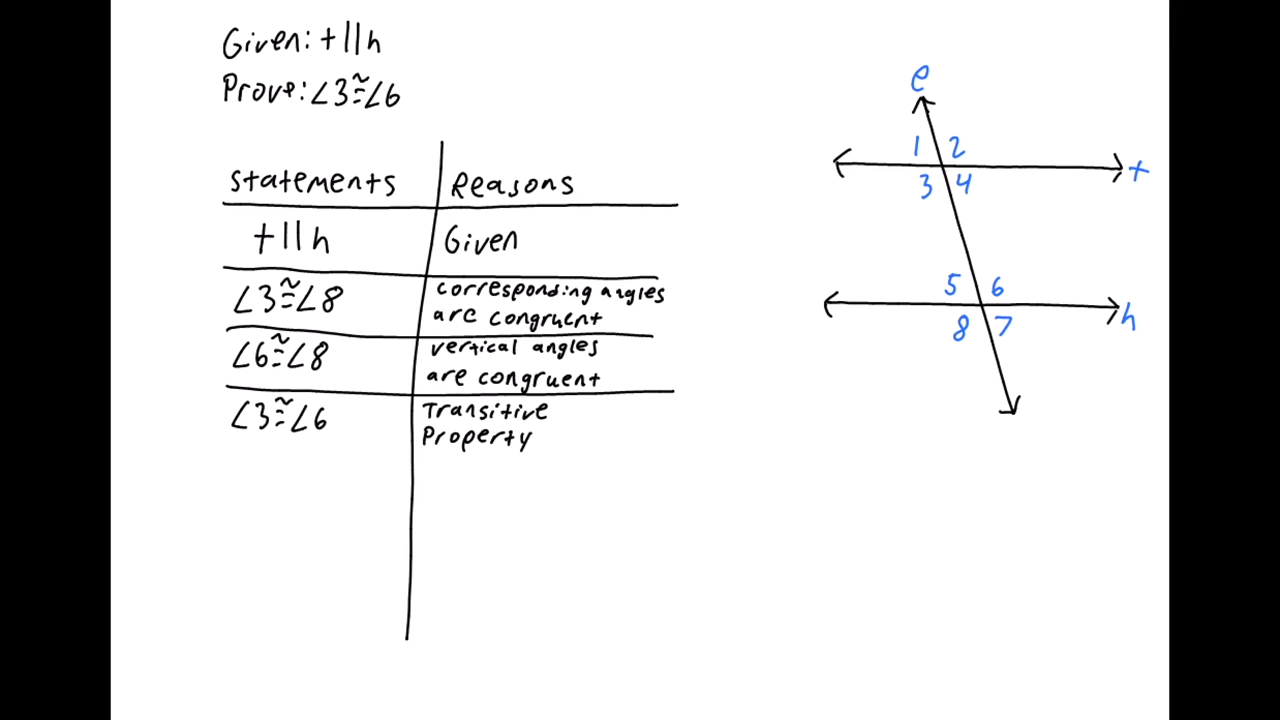 Given: t || h
Prove: ∠3 ≅ ∠6
Statements Reasons
t || h Given
∠3 ≅ ∠8 corresponding angles
are congruent
∠6 ≅ ∠8 vertical angles
are congruent
∠3 ≅ ∠6 Transitive
Property
e
1 2
t
3 4
5 6
h
8 7